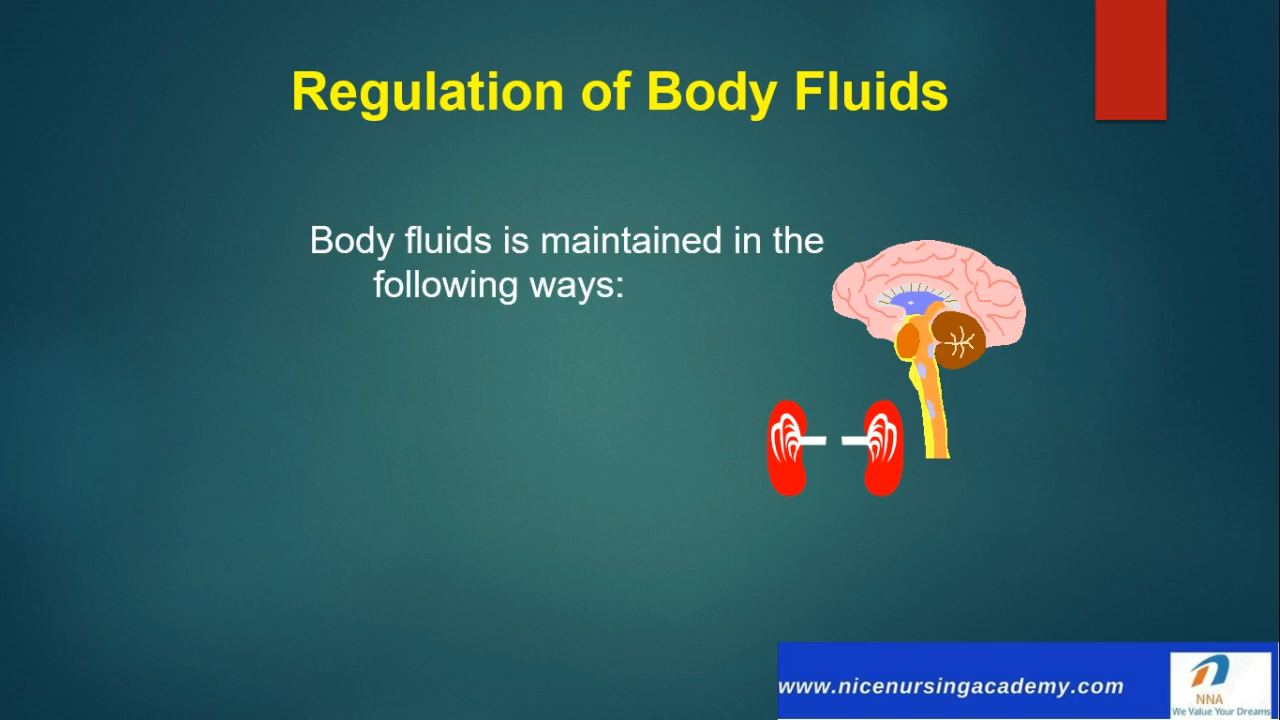 Regulation of Body Fluids
Body fluids is maintained in the
following ways:
www.nicenursingacademy.com
NNA
We Value Your Dreams